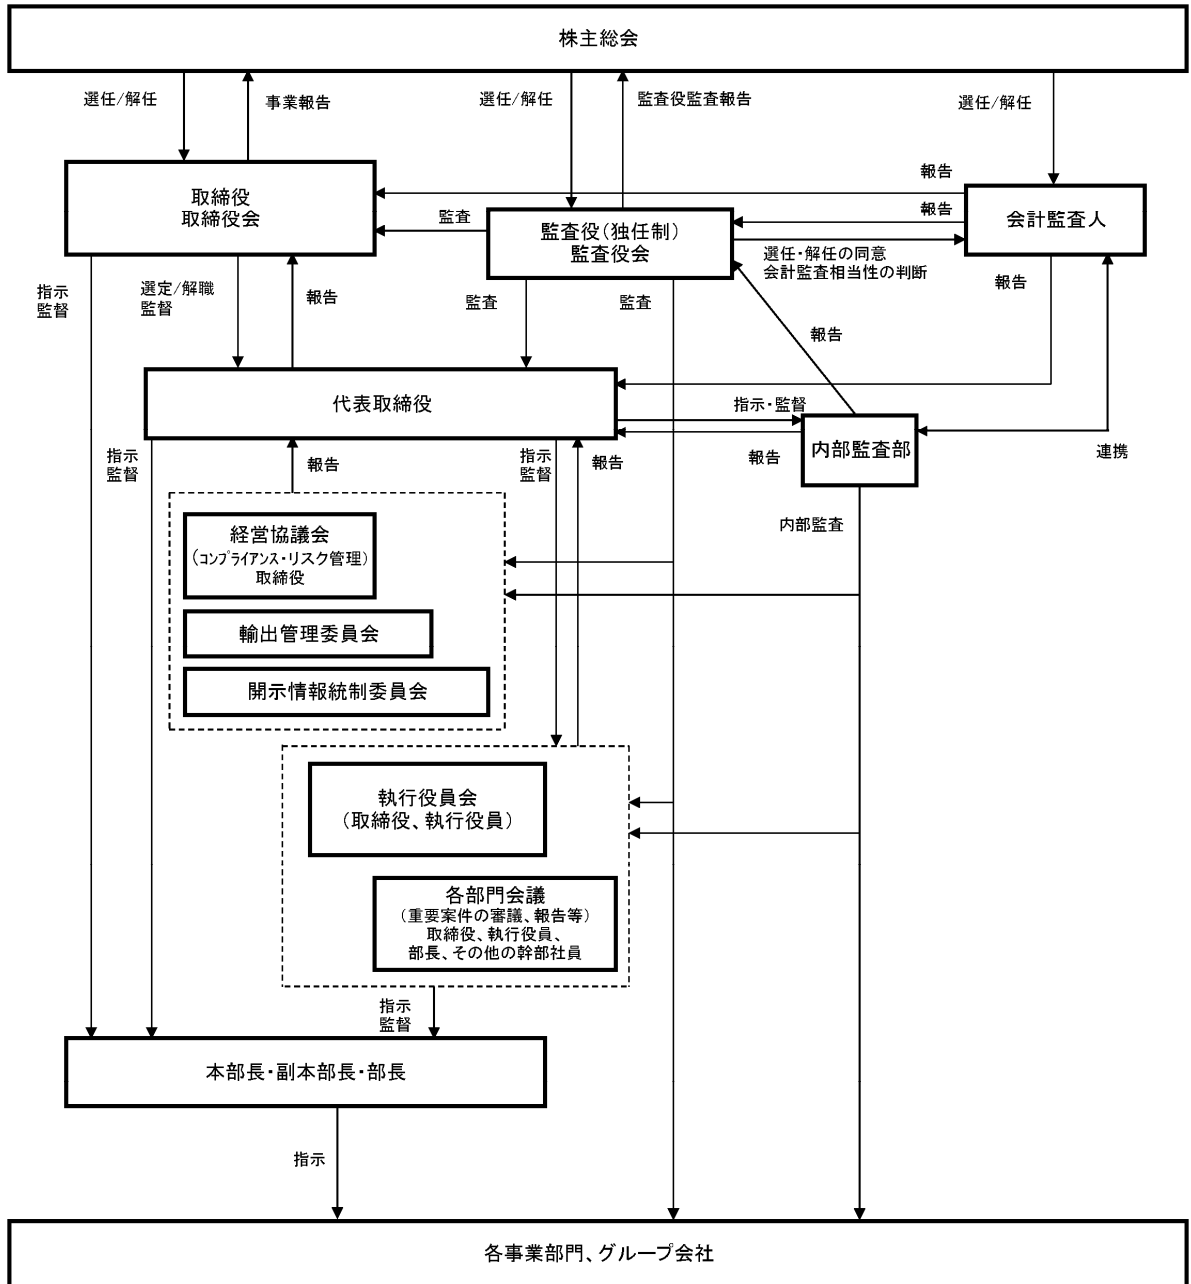 株主総会
選任/解任
事業報告
選任/解任
監査役監査報告
選任/解任
取締役
取締役会
監査
監査役(独任制)
監査役会
報告
報告
会計監査人
選任・解任の同意
会計監査相当性の判断
指示
監督
選定/解職
監督
報告
監査
監査
報告
報告
代表取締役
指示・監督
報告
内部監査部
連携
指示
監督
報告
指示
監督
報告
内部監査
経営協議会
(コンプライアンス・リスク管理)
取締役
輸出管理委員会
開示情報統制委員会
執行役員会
(取締役、執行役員)
各部門会議
(重要案件の審議、報告等)
取締役、執行役員、
部長、その他の幹部社員
指示
監督
本部長・副本部長・部長
指示
各事業部門、グループ会社